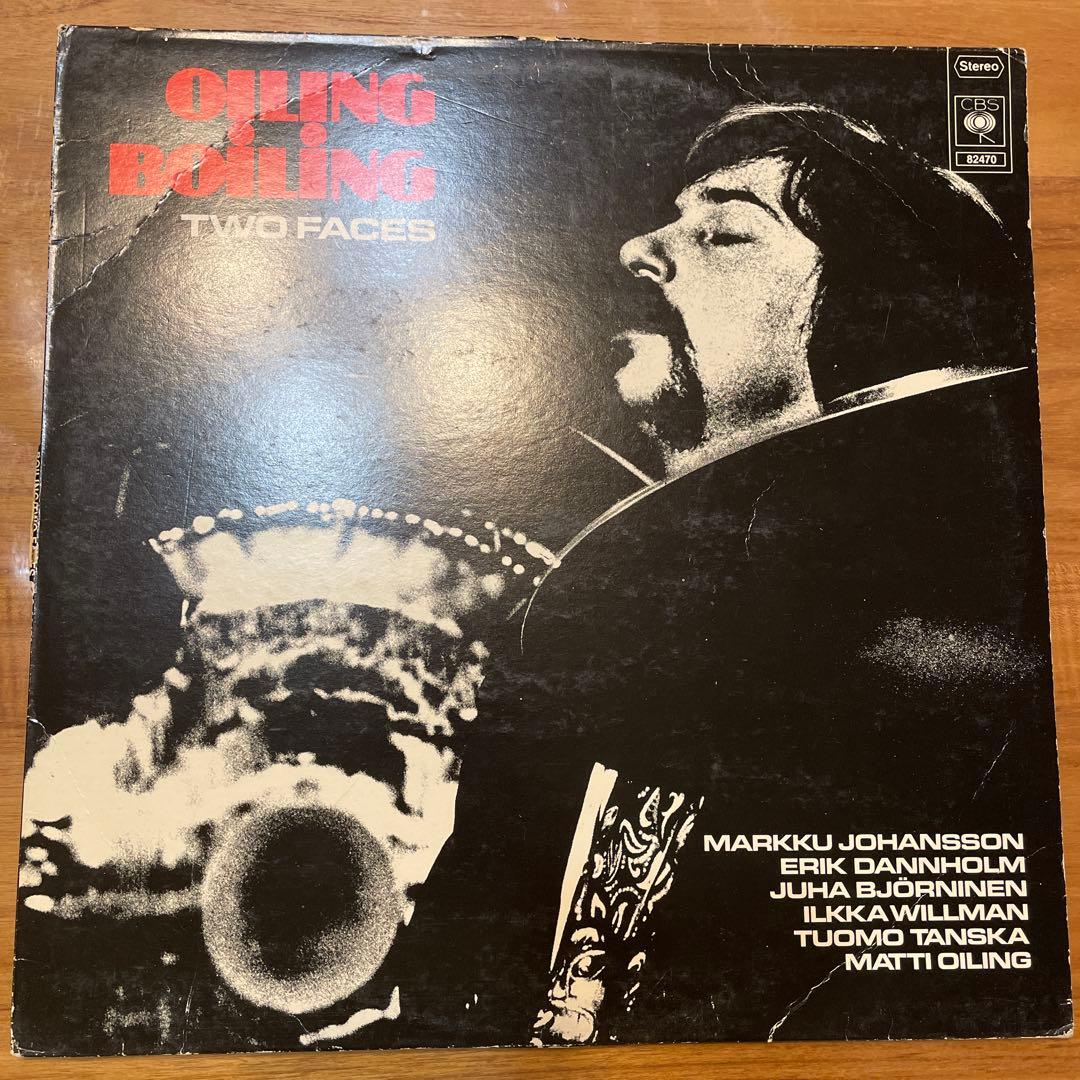 OILING
BOILING
TWO FACES
Stereo
CBS
82470
MARKKU JOHANSSON
ERIK DANNHOLM
JUHA BJÖRNINEN
ILKKA WILLMAN
TUOMO TANSKA
MATTI OILING